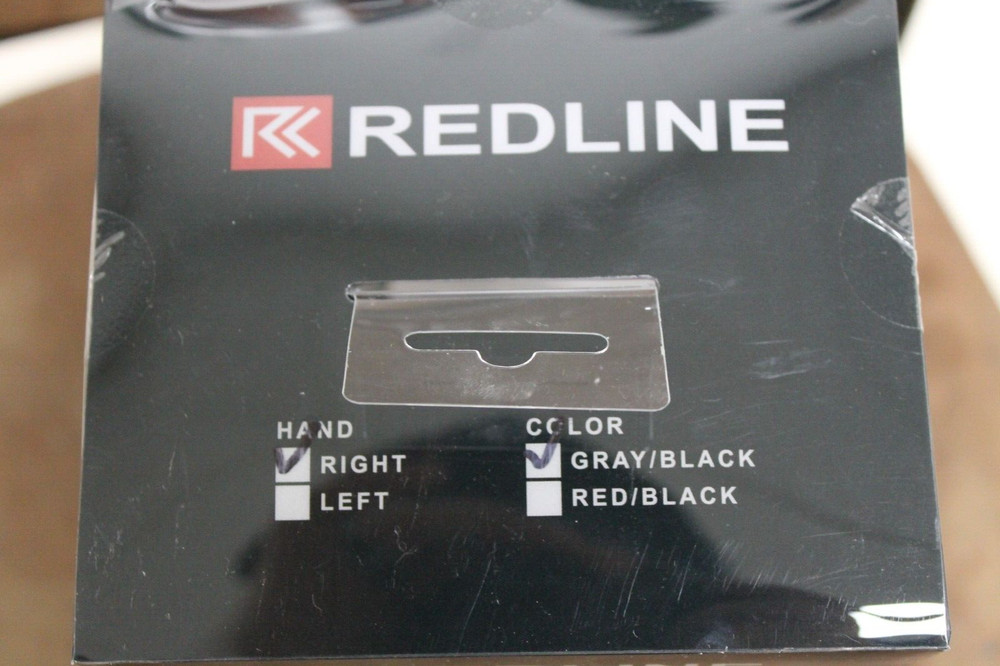 REDLINE
HAND
RIGHT
LEFT
COLOR
GRAY/BLACK
RED/BLACK